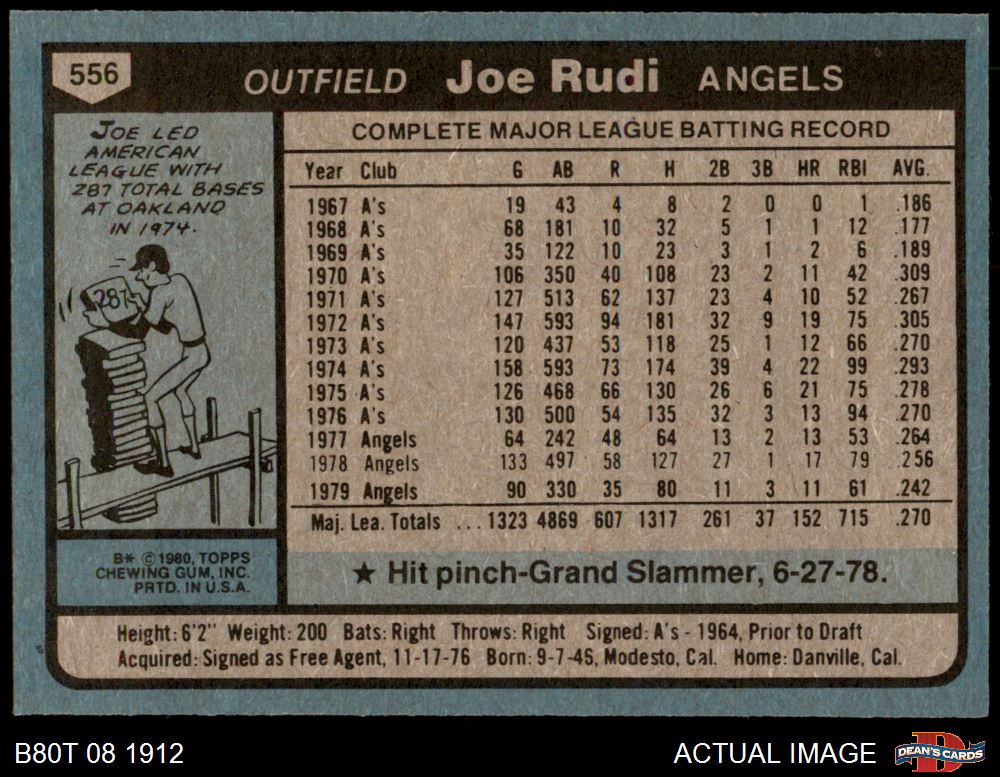 556
OUTFIELD Joe Rudi ANGELS
JOE LED
AMERICAN
LEAGUE WITH
287 TOTAL BASES
AT OAKLAND
IN 1974.
287
COMPLETE MAJOR LEAGUE BATTING RECORD
Year Club G AB R H 2B 3B HR RBI AVG.
1967 A's 19 43 4 8 2 0 0 1 .186
1968 A's 68 181 10 32 5 1 1 12 .177
1969 A's 35 122 10 23 3 1 2 6 .189
1970 A's 106 350 40 108 23 2 11 42 .309
1971 A's 127 513 62 137 23 4 10 52 .267
1972 A's 147 593 94 181 32 9 19 75 .305
1973 A's 120 437 53 118 25 1 12 66 .270
1974 A's 158 593 73 174 39 4 22 99 .293
1975 A's 126 468 66 130 26 6 21 75 .278
1976 A's 130 500 54 135 32 3 13 94 .270
1977 Angels 64 242 48 64 13 2 13 53 .264
1978 Angels 133 497 58 127 27 1 17 79 .256
1979 Angels 90 330 35 80 11 3 11 61 .242
Maj. Lea. Totals ... 1323 4869 607 1317 261 37 152 715 .270
B* © 1980, TOPPS
CHEWING GUM, INC.
PRTD. IN U.S.A.
★ Hit pinch-Grand Slammer, 6-27-78.
Height: 6'2" Weight: 200 Bats: Right Throws: Right Signed: A's - 1964, Prior to Draft
Acquired: Signed as Free Agent, 11-17-76 Born: 9-7-46, Modesto, Cal. Home: Danville, Cal.
B80T 08 1912
ACTUAL IMAGE
DEAN'S CARDS